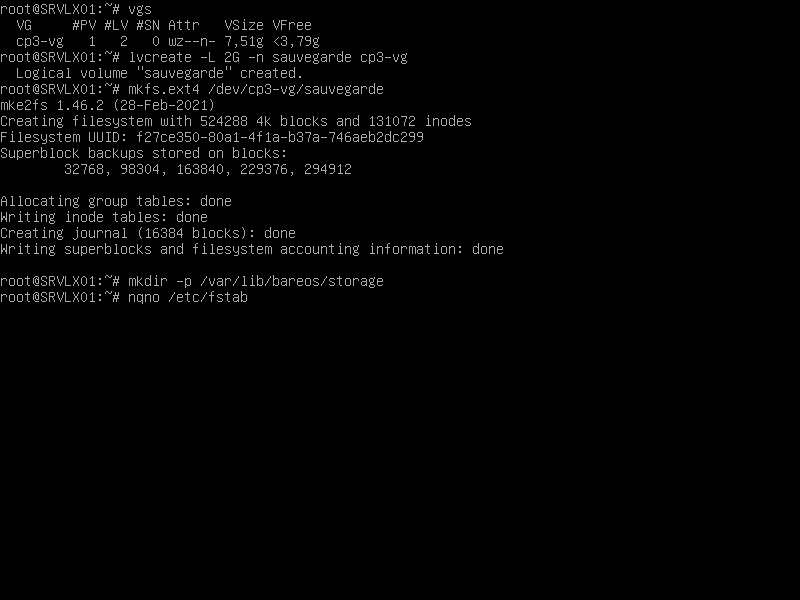 root@SRVLX01:~# vgs
  VG     #PV #LV #SN Attr   VSize VFree
  cp3-vg   1   2   0 wz--n- 7,51g <3,79g
root@SRVLX01:~# lvcreate -L 2G -n sauvegarde cp3-vg
  Logical volume "sauvegarde" created.
root@SRVLX01:~# mkfs.ext4 /dev/cp3-vg/sauvegarde
mke2fs 1.46.2 (28-Feb-2021)
Creating filesystem with 524288 4k blocks and 131072 inodes
Filesystem UUID: f27ce350-80a1-4f1a-b37a-746aeb2dc299
Superblock backups stored on blocks:
        32768, 98304, 163840, 229376, 294912

Allocating group tables: done
Writing inode tables: done
Creating journal (16384 blocks): done
Writing superblocks and filesystem accounting information: done

root@SRVLX01:~# mkdir -p /var/lib/bareos/storage
root@SRVLX01:~# nqno /etc/fstab